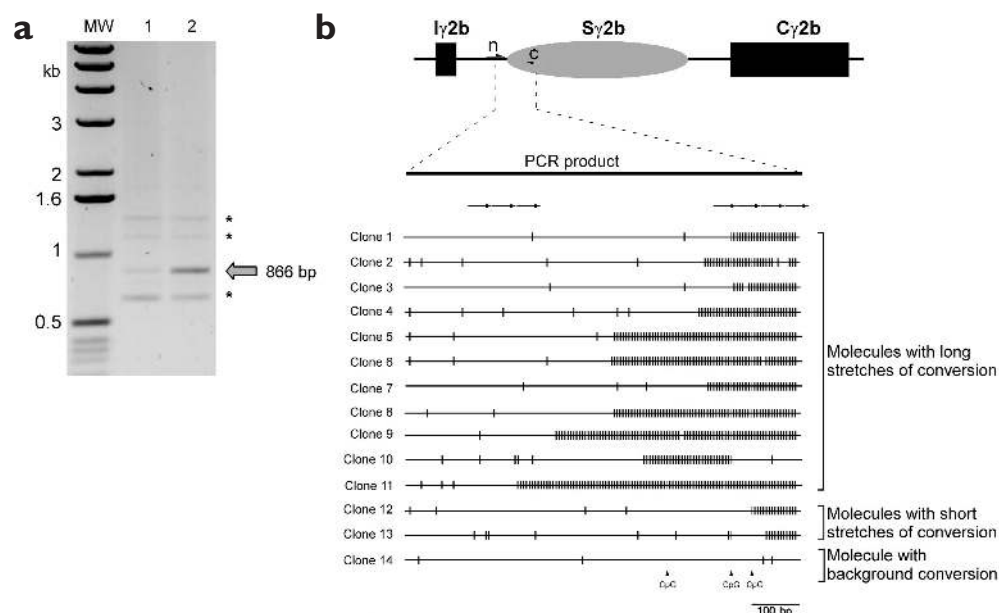 a
MW 1 2
kb
3
2
1.6
1
0.5
*
*
866 bp
*
b
Iγ2b
n
Sγ2b
c
Cγ2b
PCR product
Clone 1
Clone 2
Clone 3
Clone 4
Clone 5
Clone 6
Clone 7
Clone 8
Clone 9
Clone 10
Clone 11
Clone 12
Clone 13
Clone 14
Molecules with long
stretches of conversion
Molecules with short
stretches of conversion
Molecule with
background conversion
CpG
CpG
CpG
100 bp